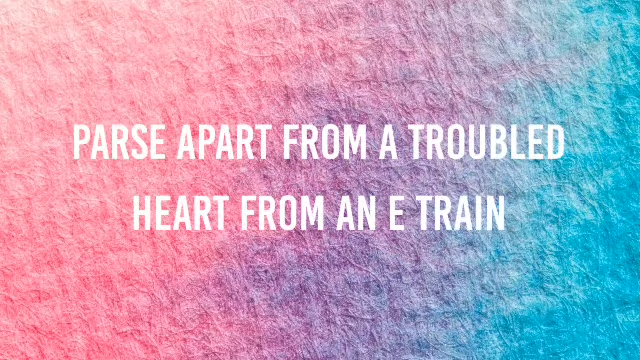 PARSE APART FROM A TROUBLED
HEART FROM AN E TRAIN